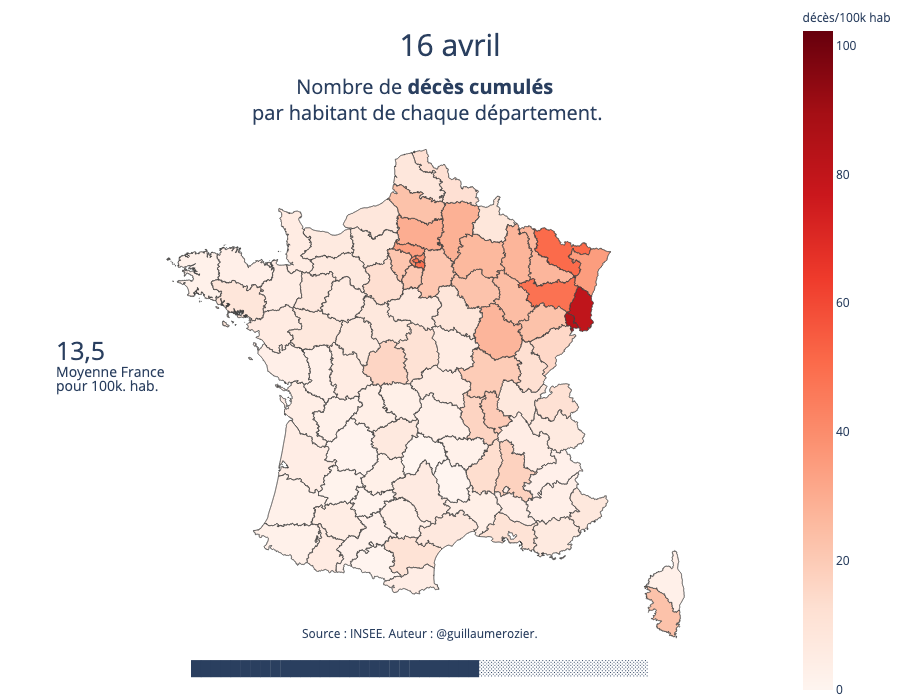 décès/100k hab
16 avril
Nombre de décès cumulés
par habitant de chaque département.
100
80
60
40
20
0
13,5
Moyenne France
pour 100k. hab.
Source : INSEE. Auteur : @guillaumerozier.